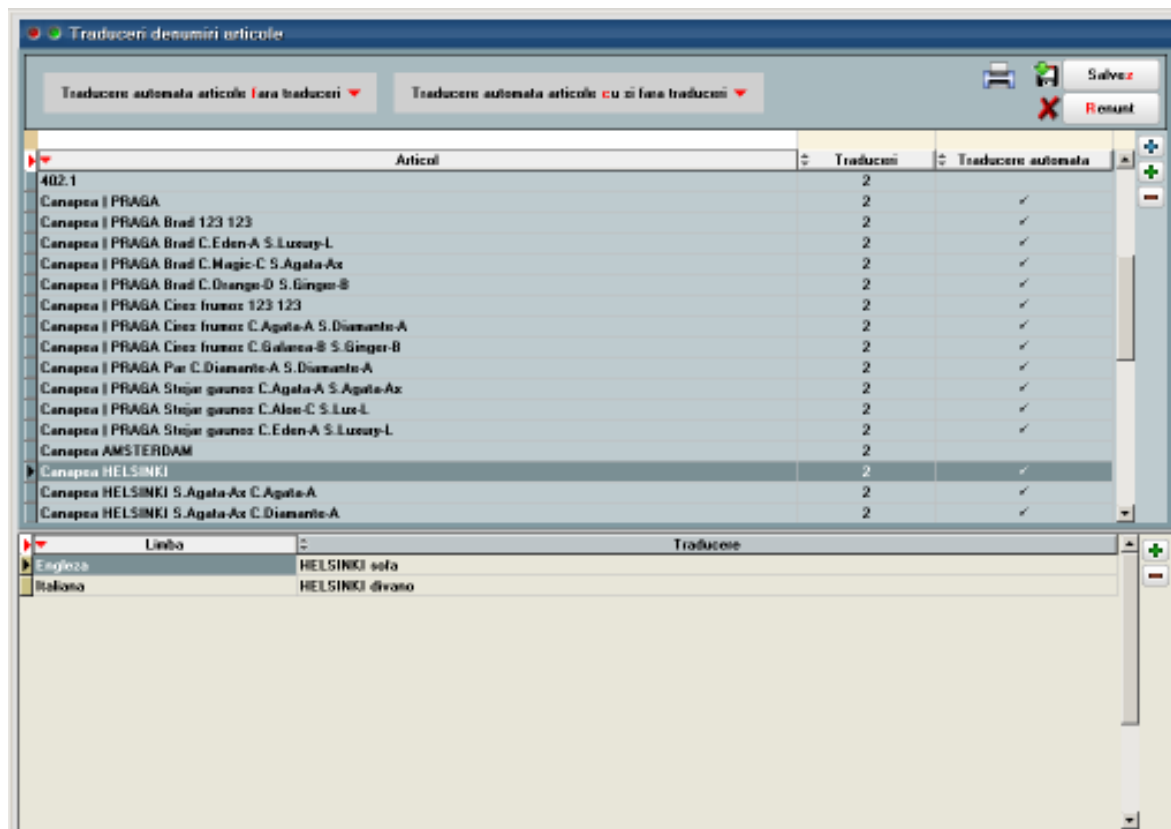 Traduceri denumiri articole
Traducere automata articole fara traduceri
Traducere automata articole cu si fara traduceri
Salvez
Renunt
Articol Traduceri Traducere automata
402.1 2
Canapea | PRAGA 2 ✓
Canapea | PRAGA Brad 123 123 2 ✓
Canapea | PRAGA Brad C.Eden-A S.Luxury-L 2 ✓
Canapea | PRAGA Brad C.Magic-C S.Agata-Ax 2 ✓
Canapea | PRAGA Brad C.Orange-D S.Ginger-B 2 ✓
Canapea | PRAGA Cires frumos 123 123 2 ✓
Canapea | PRAGA Cires frumos C.Agata-A S.Diamante-A 2 ✓
Canapea | PRAGA Cires frumos C.Galarea-B S.Ginger-B 2 ✓
Canapea | PRAGA Par C.Diamante-A S.Diamante-A 2 ✓
Canapea | PRAGA Stejar gaunos C.Agata-A S.Agata-Ax 2 ✓
Canapea | PRAGA Stejar gaunos C.Aloe-C S.Lux-L 2 ✓
Canapea | PRAGA Stejar gaunos C.Eden-A S.Luxury-L 2 ✓
Canapea AMSTERDAM 2
Canapea HELSINKI 2 ✓
Canapea HELSINKI S.Agata-Ax C.Agata-A 2 ✓
Canapea HELSINKI S.Agata-Ax C.Diamante-A 2 ✓
Limba Traducere
Engleza HELSINKI sofa
Italiana HELSINKI divano